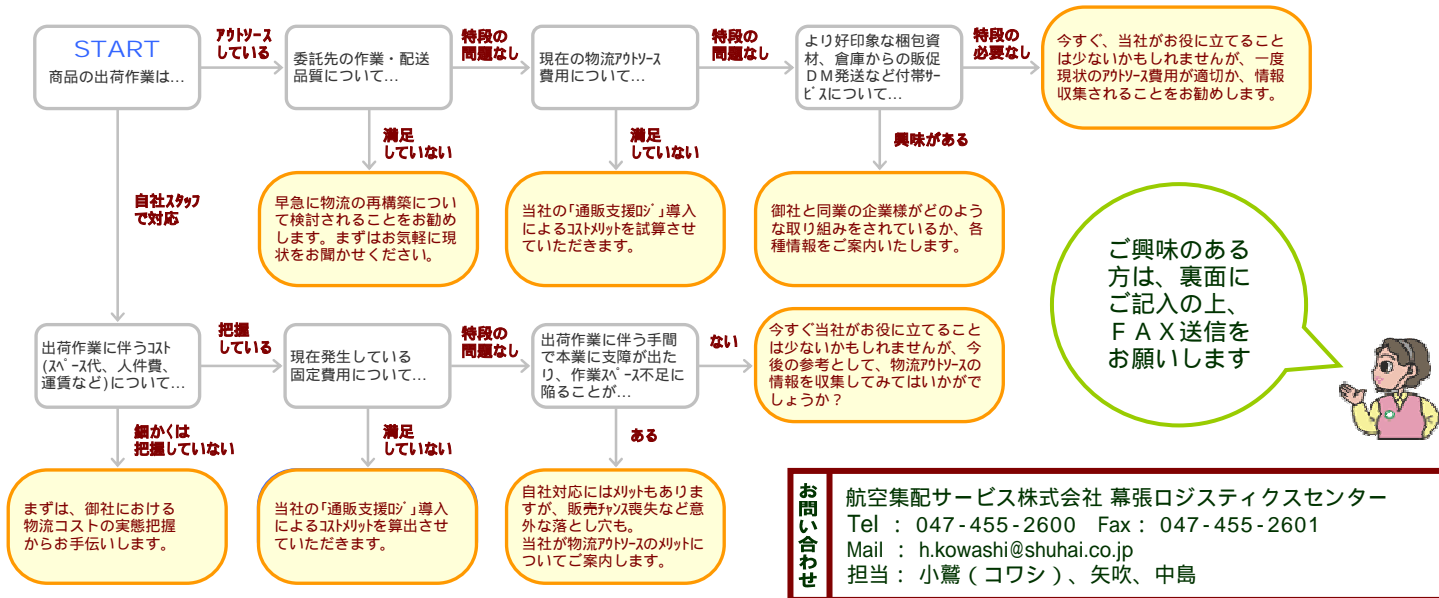 START
商品の出荷作業は…
ｱｳﾄｿｰｽ
している
委託先の作業・配送
品質について…
特段の
問題なし
現在の物流ｱｳﾄｿｰｽ
費用について…
特段の
問題なし
より好印象な梱包資
材、倉庫からの販促
ＤＭ発送など付帯ｻｰ
ﾋﾞｽについて…
特段の
必要なし
今すぐ、当社がお役に立てること
は少ないかもしれませんが、一度
現状のｱｳﾄｿｰｽ費用が適切か、情報
収集されることをお勧めします。
満足
していない
満足
していない
興味がある
自社ｽﾀｯﾌ
で対応
早急に物流の再構築につい
て検討されることをお勧め
します。まずはお気軽に現
状をお聞かせください。
当社の｢通販支援ﾛｼﾞ｣導入
によるｺｽﾄﾒﾘｯﾄを試算させ
ていただきます。
御社と同業の企業様がどのよう
な取り組みをされているか、各
種情報をご案内いたします。
ご興味のある
方は、裏面に
ご記入の上、
ＦＡＸ送信を
お願いします
出荷作業に伴うｺｽﾄ
(ｽﾍﾟｰｽ代、人件費、
運賃など)について…
把握
している
現在発生している
固定費用について…
特段の
問題なし
出荷作業に伴う手間
で本業に支障が出た
り、作業ｽﾍﾟｰｽ不足に
陥ることが…
ない
今すぐ当社がお役に立てること
は少ないかもしれませんが、今
後の参考として、物流ｱｳﾄｿｰｽの
情報を収集してみてはいかがで
しょうか？
細かくは
把握していない
満足
していない
ある
まずは、御社における
物流コストの実態把握
からお手伝いします。
当社の｢通販支援ﾛｼﾞ｣導入
によるｺｽﾄﾒﾘｯﾄを算出させ
ていただきます。
自社対応にはﾒﾘｯﾄもありま
すが、販売ﾁｬﾝｽ喪失など意
外な落とし穴も。
当社が物流ｱｳﾄｿｰｽのﾒﾘｯﾄに
ついてご案内します。
お問い合わせ
航空集配サービス株式会社 幕張ロジスティクスセンター
Tel : 047-455-2600 Fax : 047-455-2601
Mail : h.kowashi@shuhai.co.jp
担当 : 小鷲（コワシ）、矢吹、中島